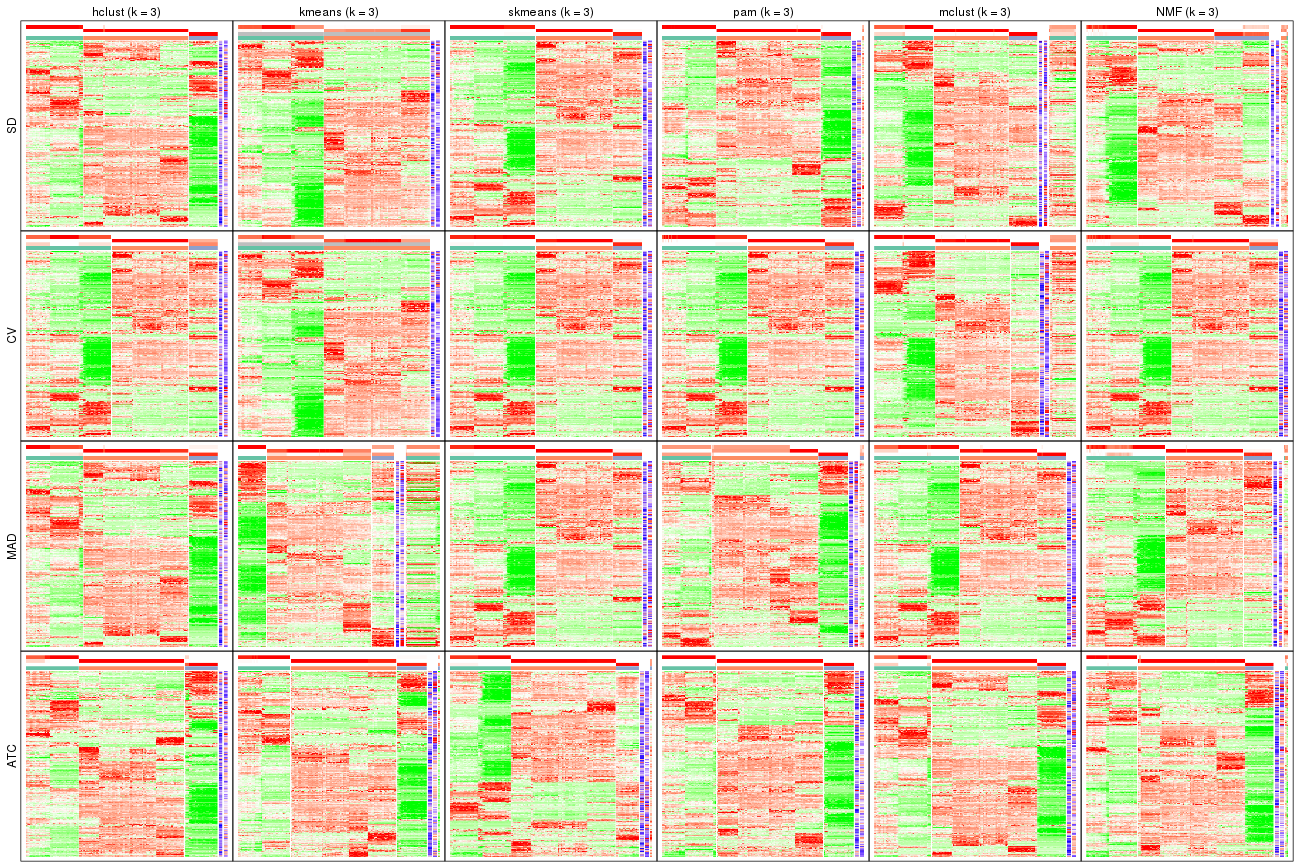 hclust (k = 3) kmeans (k = 3) skmeans (k = 3) pam (k = 3) mclust (k = 3) NMF (k = 3)
SD
CV
MAD
ATC